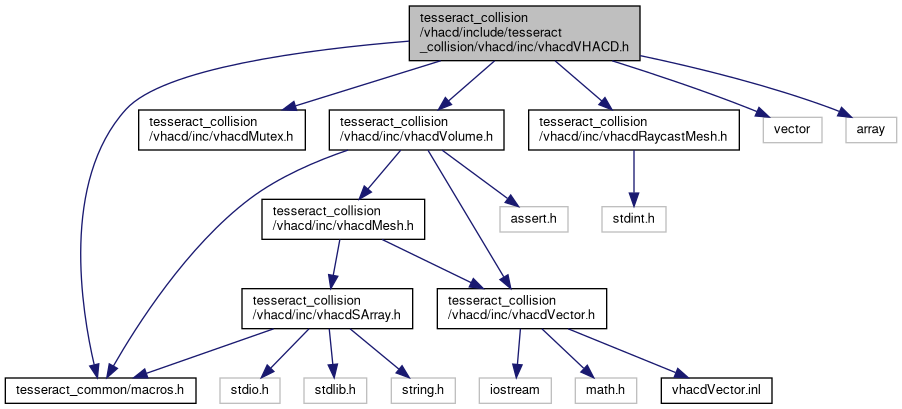 tesseract_collision
/vhacd/include/tesseract
_collision/vhacd/inc/vhacdVHACD.h
tesseract_collision
/vhacd/inc/vhacdMutex.h
tesseract_collision
/vhacd/inc/vhacdVolume.h
tesseract_collision
/vhacd/inc/vhacdRaycastMesh.h
vector
array
tesseract_collision
/vhacd/inc/vhacdMesh.h
assert.h
stdint.h
tesseract_collision
/vhacd/inc/vhacdSArray.h
tesseract_collision
/vhacd/inc/vhacdVector.h
tesseract_common/macros.h
stdio.h
stdlib.h
string.h
iostream
math.h
vhacdVector.inl